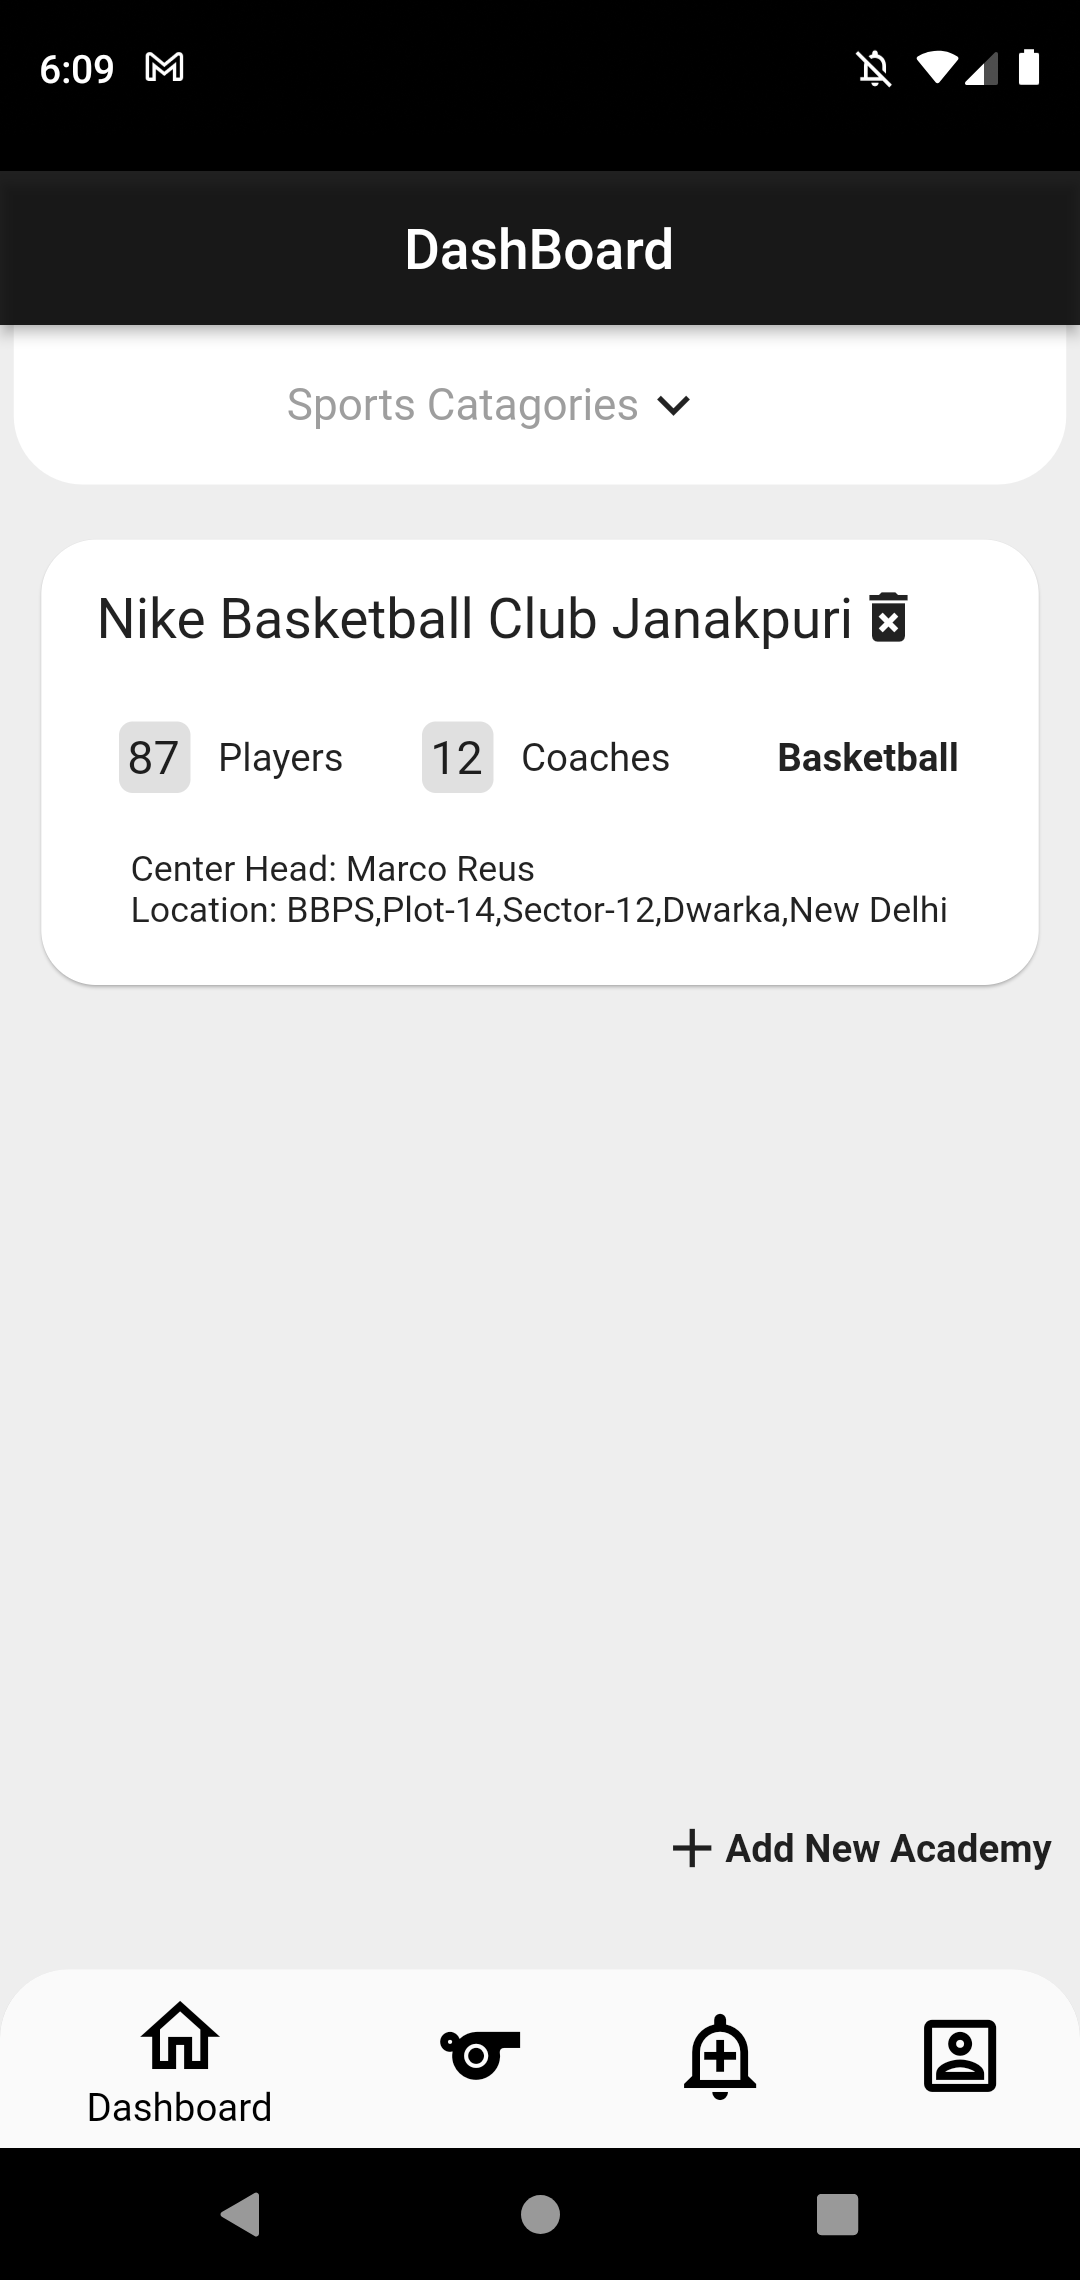 6:09
DashBoard
Sports Catagories
Nike Basketball Club Janakpuri
87 Players 12 Coaches Basketball
Center Head: Marco Reus
Location: BBPS,Plot-14,Sector-12,Dwarka,New Delhi
Add New Academy
Dashboard